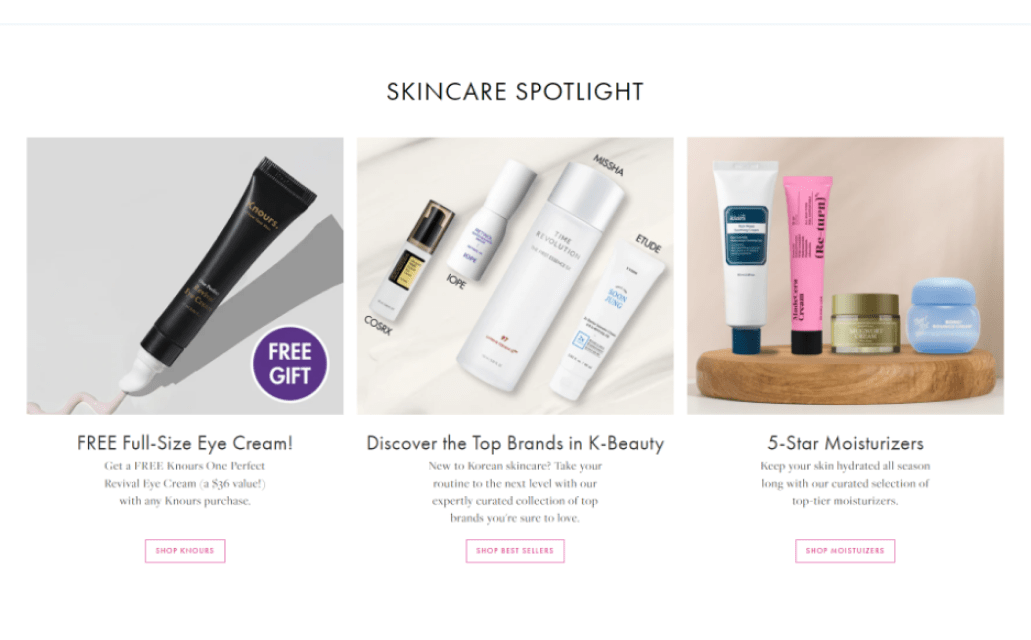 SKINCARE SPOTLIGHT
Knours.
Revival
Eye Cream
FREE
GIFT
COSRX
IOPE
IOPE
MISSHA
TIME
REVOLUTION
ETUDE
SOON
JUNG
2x
MadeCera
Cream
{Re-turn}
FREE Full-Size Eye Cream!
Get a FREE Knours One Perfect
Revival Eye Cream (a $36 value!)
with any Knours purchase.
SHOP KNOURS
Discover the Top Brands in K-Beauty
New to Korean skincare? Take your
routine to the next level with our
expertly curated collection of top
brands you're sure to love.
SHOP BEST SELLERS
5-Star Moisturizers
Keep your skin hydrated all season
long with our curated selection of
top-tier moisturizers.
SHOP MOISTUIZERS